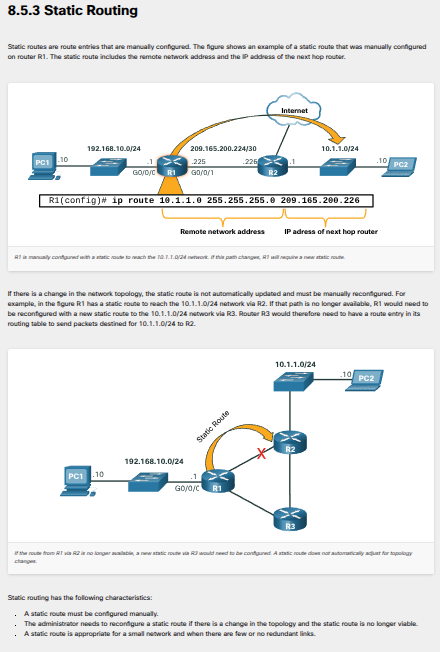 8.5.3 Static Routing
Static routes are route entries that are manually configured. The figure shows an example of a static route that was manually configured
on router R1. The static route includes the remote network address and the IP address of the next hop router.
Internet
192.168.10.0/24
209.165.200.224/30
10.1.1.0/24
PC1
.10
.1
G0/0/0
R1
.225
G0/0/1
.226
R2
.1
.10
PC2
R1(config)# ip route 10.1.1.0 255.255.255.0 209.165.200.226
Remote network address
IP adress of next hop router
R1 is manually configured with a static route to reach the 10.1.1.0/24 network. If this path changes, R1 will require a new static route.
If there is a change in the network topology, the static route is not automatically updated and must be manually reconfigured. For
example, in the figure R1 has a static route to reach the 10.1.1.0/24 network via R2. If that path is no longer available, R1 would need to
be reconfigured with a new static route to the 10.1.1.0/24 network via R3. Router R3 would therefore need to have a route entry in its
routing table to send packets destined for 10.1.1.0/24 to R2.
10.1.1.0/24
.10
PC2
Static Route
R2
X
192.168.10.0/24
PC1
.10
.1
G0/0/0
R1
R3
If the route from R1 via R2 is no longer available, a new static route via R3 would need to be configured. A static route does not automatically adjust for topology
changes.
Static routing has the following characteristics:
• A static route must be configured manually.
• The administrator needs to reconfigure a static route if there is a change in the topology and the static route is no longer viable.
• A static route is appropriate for a small network and when there are few or no redundant links.